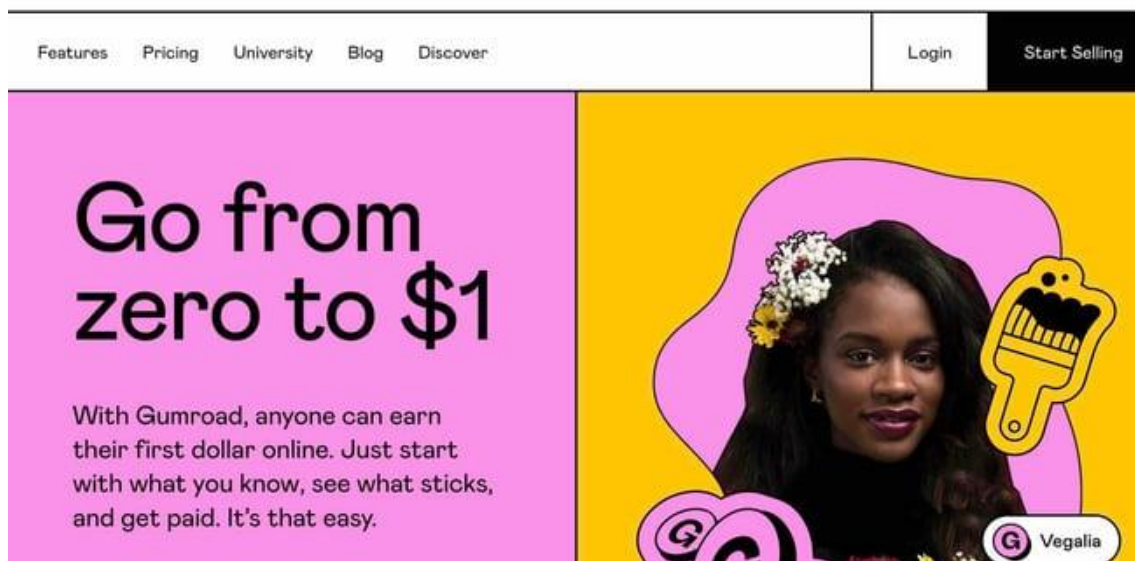 Features
Pricing
University
Blog
Discover
Login
Start Selling
Go from
zero to $1
With Gumroad, anyone can earn
their first dollar online. Just start
with what you know, see what sticks,
and get paid. It's that easy.
G
G
G Vegalia